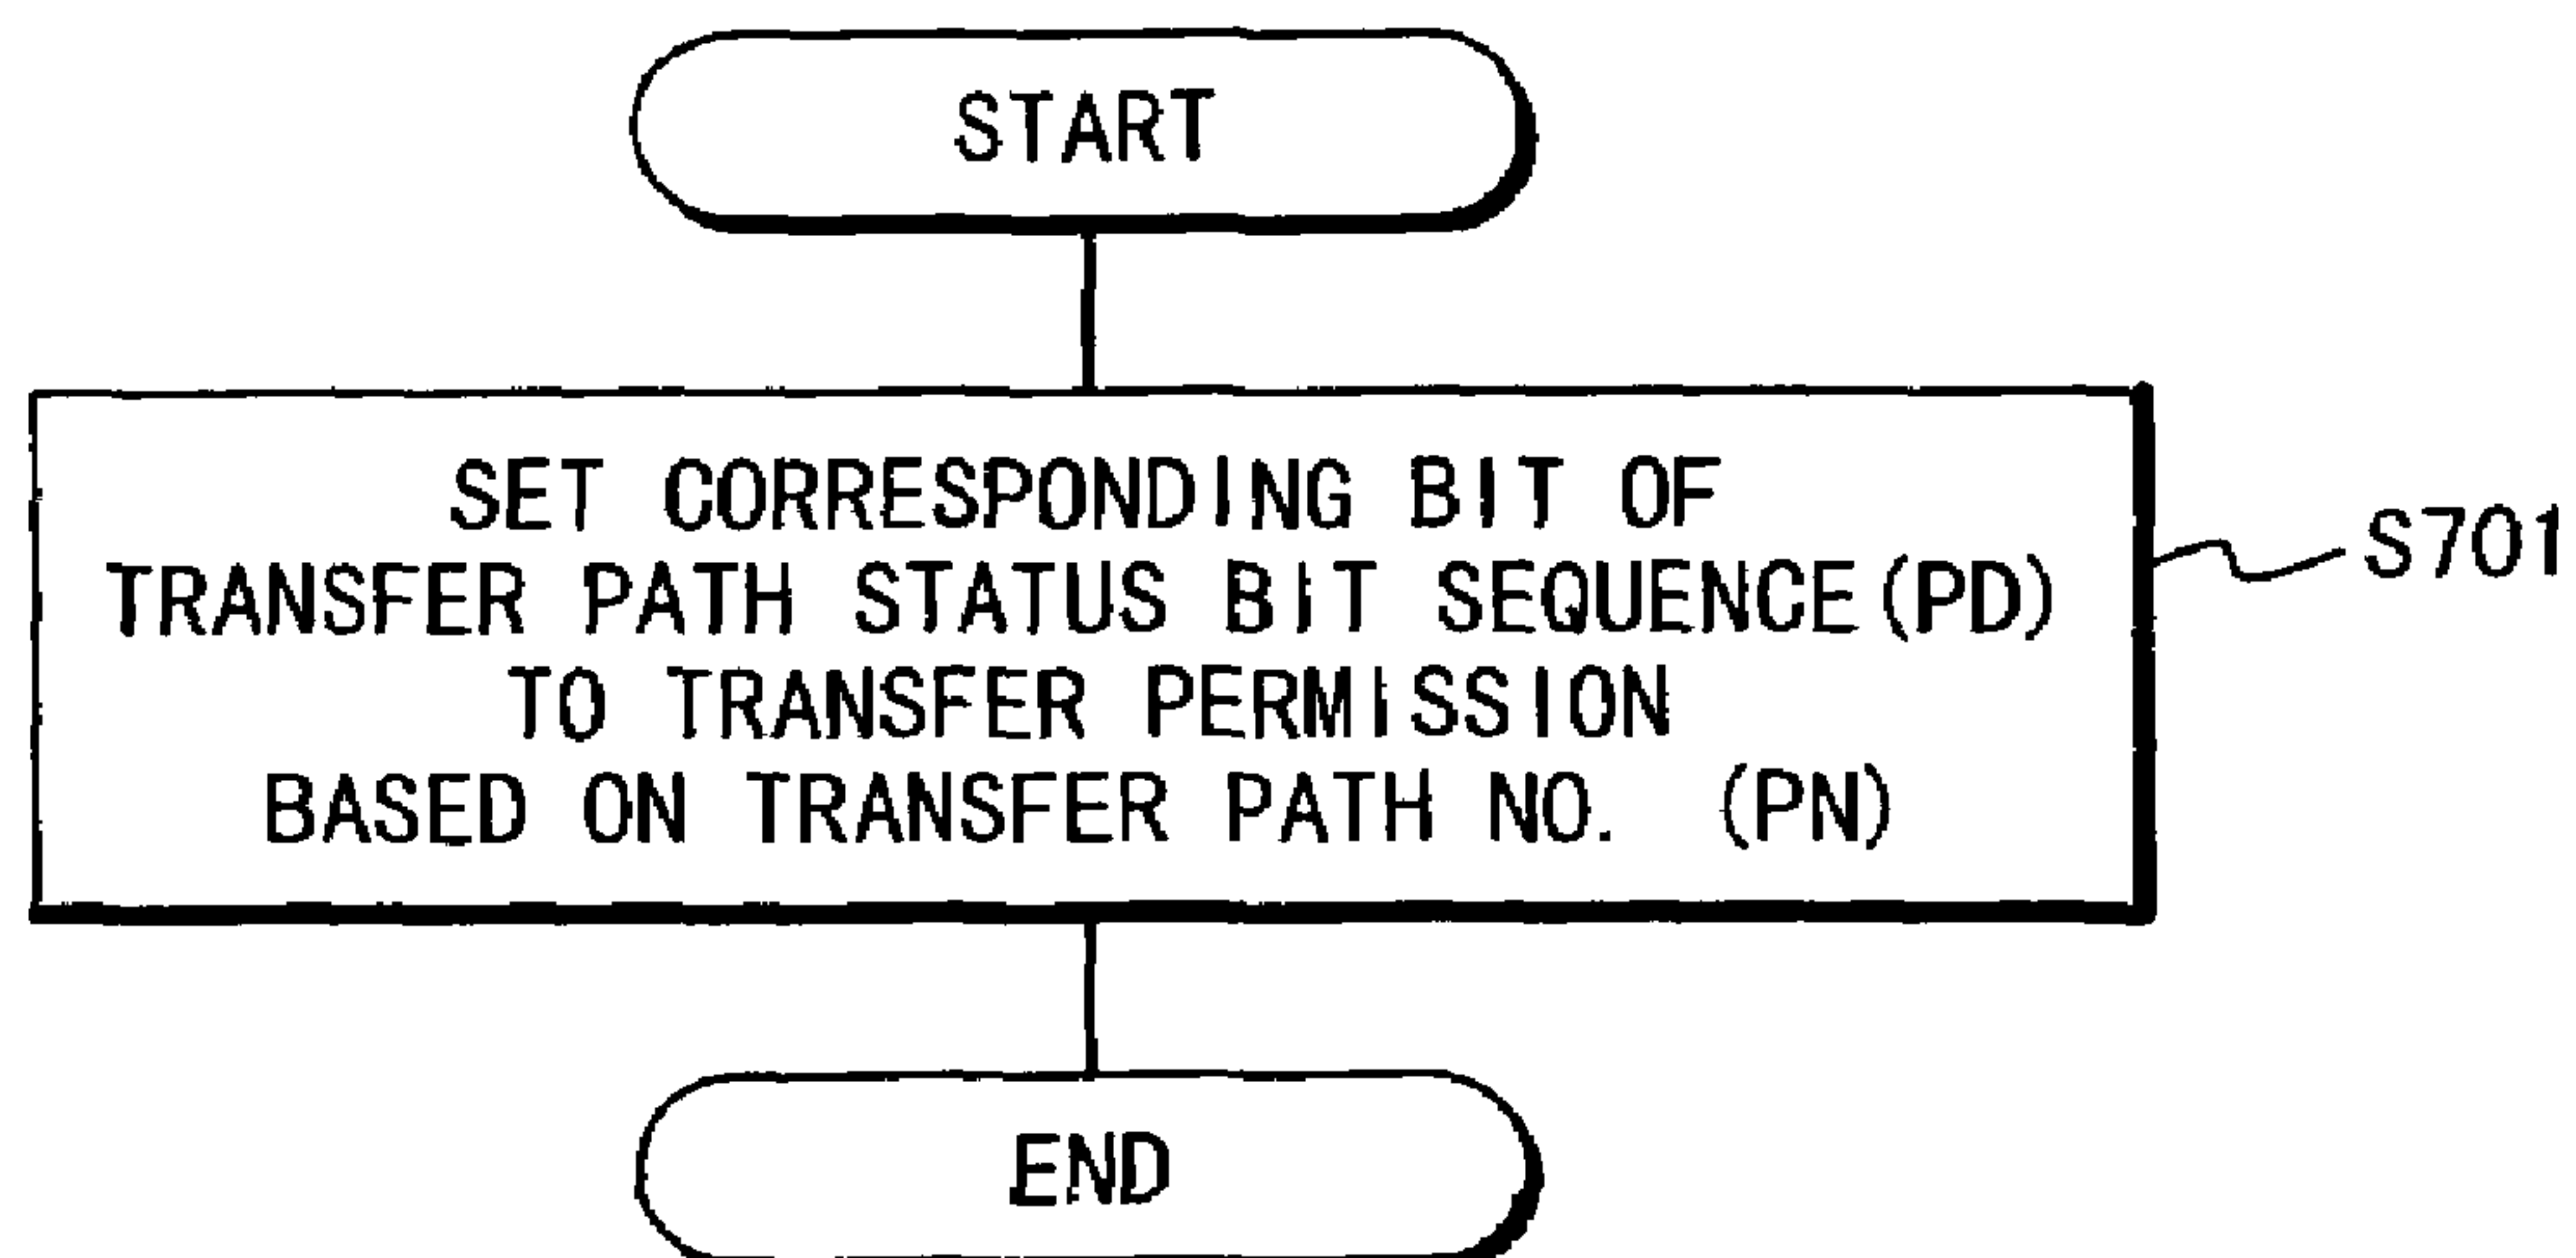 START
SET CORRESPONDING BIT OF
TRANSFER PATH STATUS BIT SEQUENCE(PD)
TO TRANSFER PERMISSION
BASED ON TRANSFER PATH NO. (PN)
S701
END